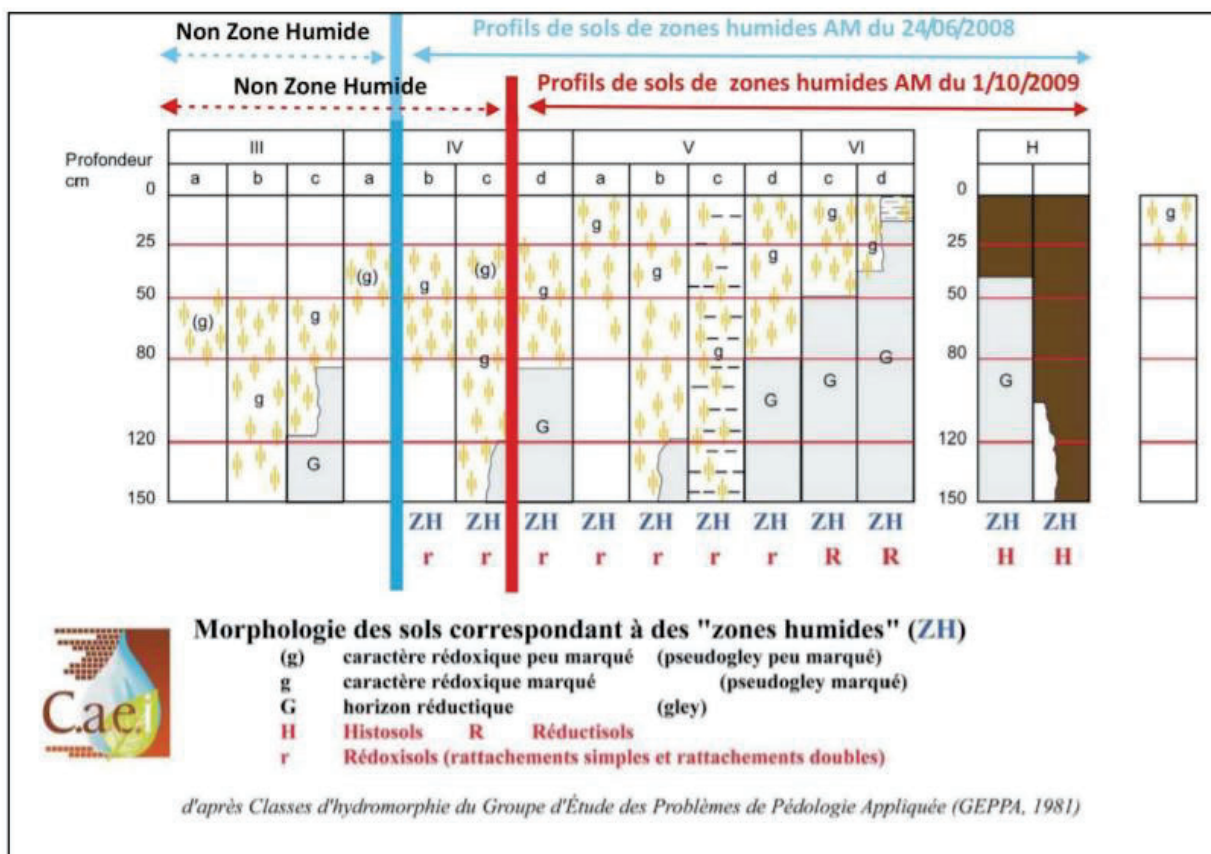 Non Zone Humide
Profils de sols de zones humides AM du 24/06/2008
Non Zone Humide
Profils de sols de zones humides AM du 1/10/2009
Profondeur cm
III IV V VI H
a b c a b c d a b c d c d
0 0
25 25
50 50
80 80
120 120
150 150
(g) g g g G (g) g (g) g g G g g g g G g G g G G g
ZH ZH ZH ZH ZH ZH ZH ZH ZH ZH ZH
r r r r r r r R R H H
C.a.e.i
Morphologie des sols correspondant à des "zones humides" (ZH)
(g) caractère rédoxique peu marqué (pseudogley peu marqué)
g caractère rédoxique marqué (pseudogley marqué)
G horizon réductique (gley)
H Histosols R Réductisols
r Rédoxisols (rattachements simples et rattachements doubles)
d'après Classes d'hydromorphie du Groupe d'Étude des Problèmes de Pédologie Appliquée (GEPPA, 1981)